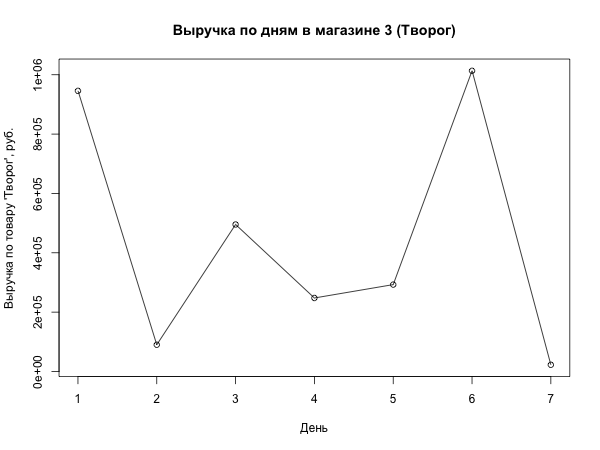 Выручка по дням в магазине 3 (Творог)
Выручка по товару 'Творог', руб.
1e+06
8e+05
6e+05
4e+05
2e+05
0e+00
1 2 3 4 5 6 7
День